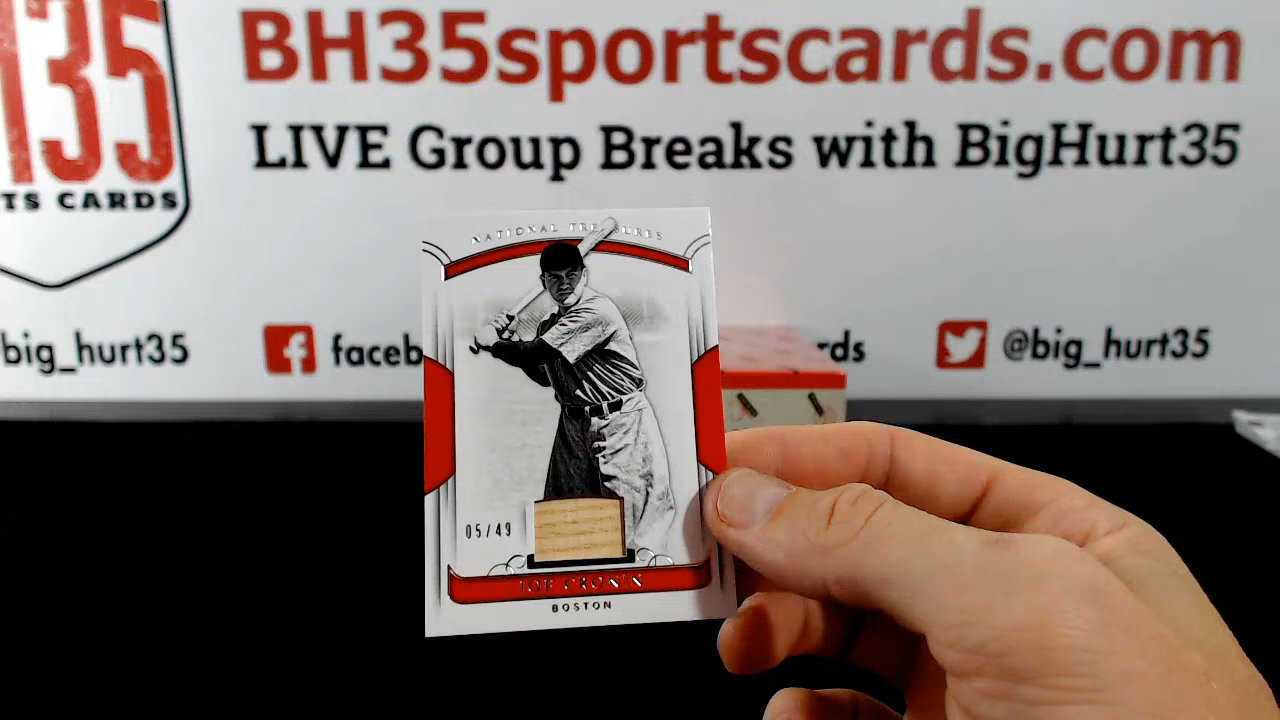 BH35sportscards.com
LIVE Group Breaks with BigHurt35
135
TS CARDS
big_hurt35
faceb
rds
@big_hurt35
NATIONAL TREASURES
05/49
JOE CRONIN
BOSTON